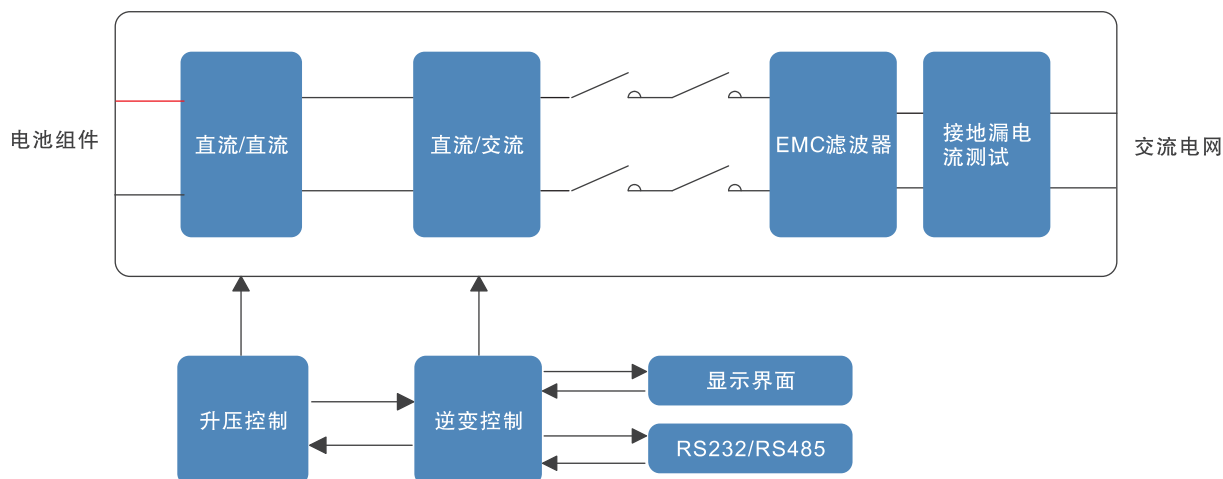 电池组件
直流/直流
直流/交流
EMC滤波器
接地漏电
流测试
交流电网
升压控制
逆变控制
显示界面
RS232/RS485